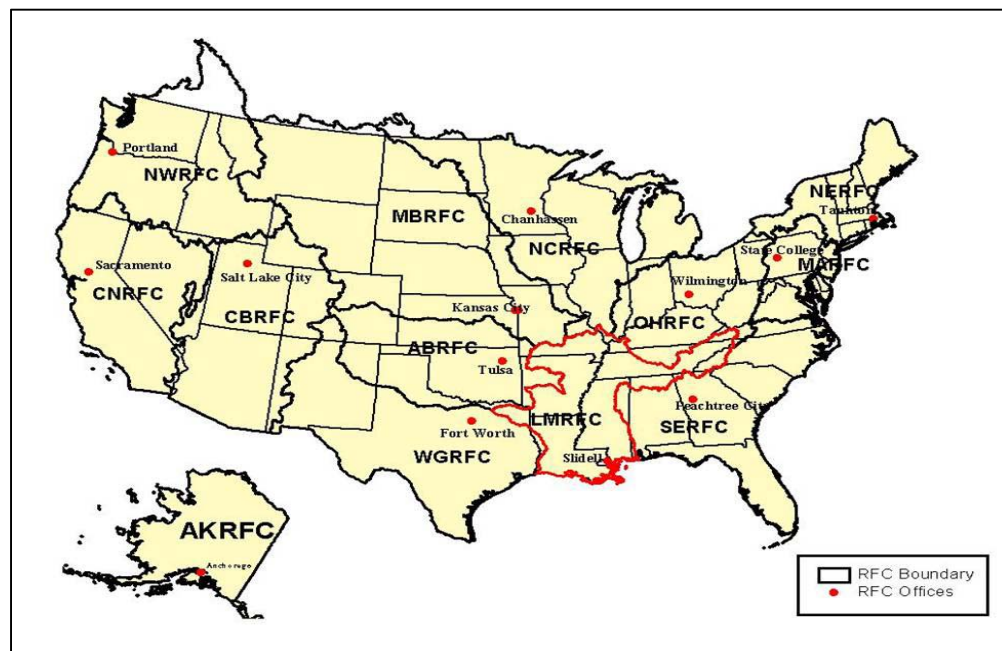 Portland
NWRFC
MBRFC
Chanhassen
NCRFC
NERFC
Taunton
State College
MARFC
Sacramento
CNRFC
Salt Lake City
CBRFC
Kansas City
Wilmington
OHRFC
ABRFC
Tulsa
Peachtree City
LMRFC
SERFC
Fort Worth
WGRFC
Slidell
AKRFC
Anchorage
RFC Boundary
RFC Offices